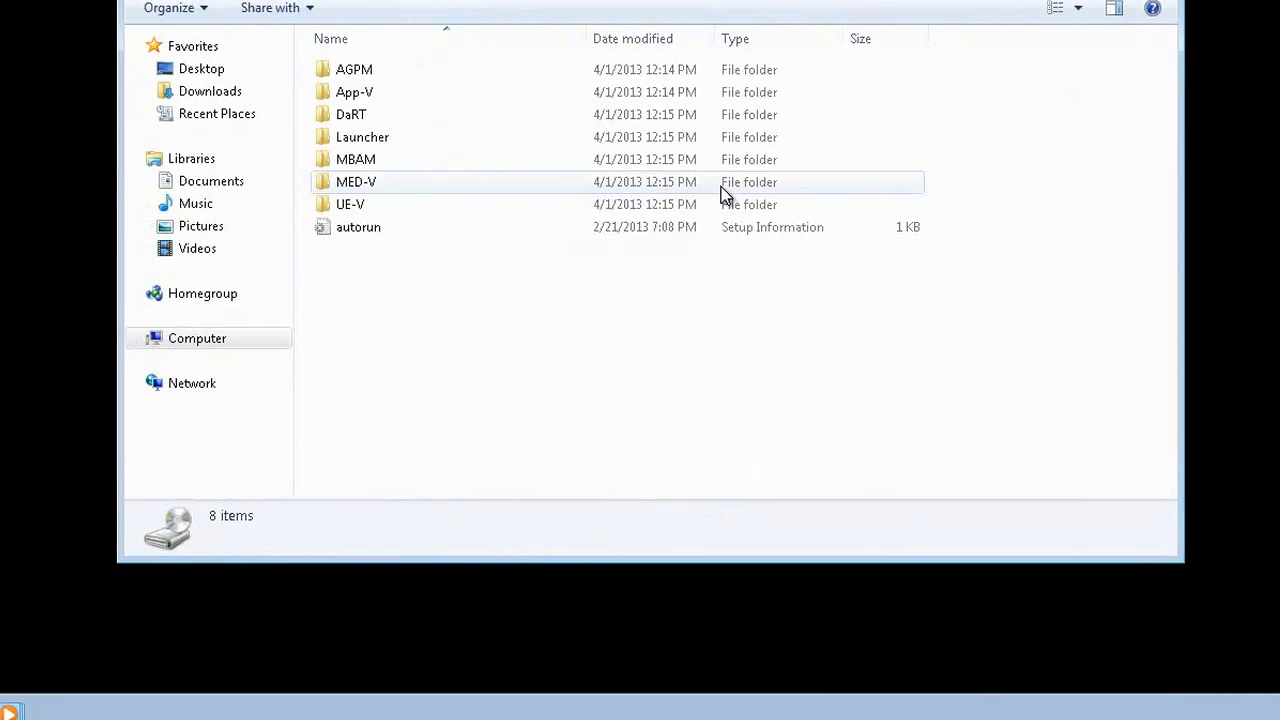 Organize Share with
Name Date modified Type Size
Favorites
Desktop
Downloads
Recent Places
Libraries
Documents
Music
Pictures
Videos
Homegroup
Computer
Network
AGPM 4/1/2013 12:14 PM File folder
App-V 4/1/2013 12:14 PM File folder
DaRT 4/1/2013 12:15 PM File folder
Launcher 4/1/2013 12:15 PM File folder
MBAM 4/1/2013 12:15 PM File folder
MED-V 4/1/2013 12:15 PM File folder
UE-V 4/1/2013 12:15 PM File folder
autorun 2/21/2013 7:08 PM Setup Information 1 KB
8 items